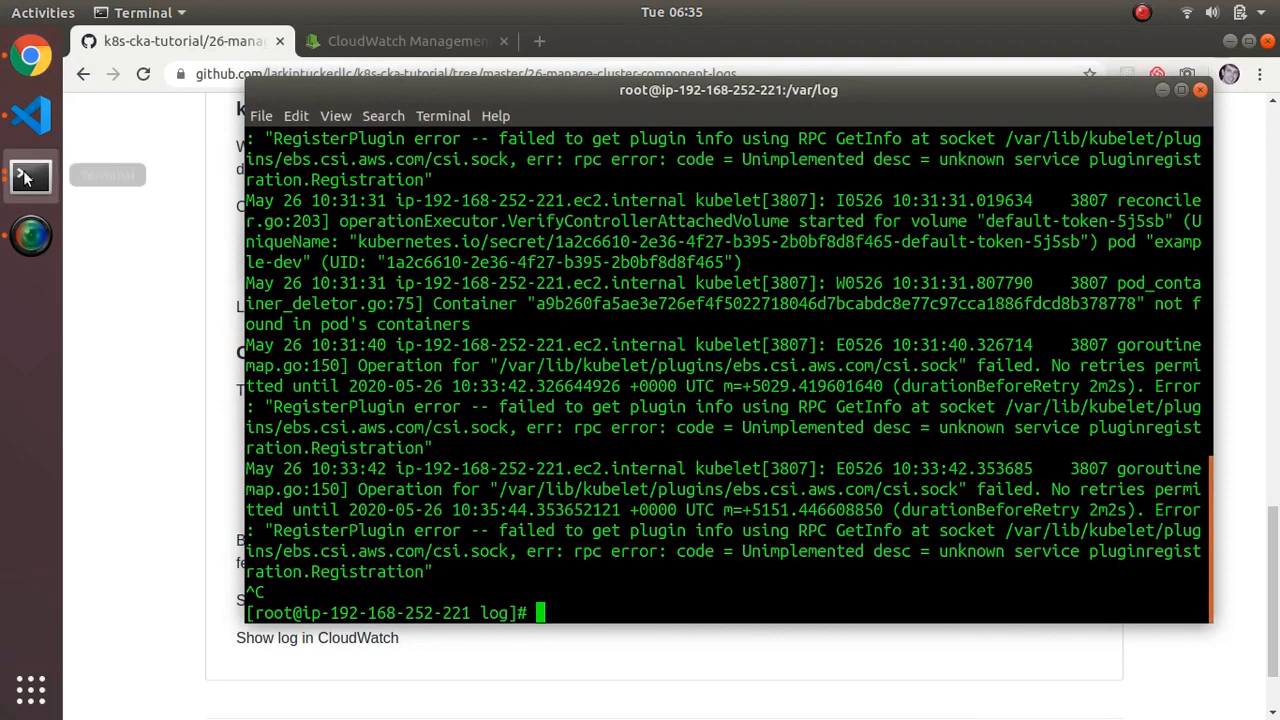 Activities Terminal Tue 06:35
k8s-cka-tutorial/26-mana CloudWatch Managemen
github.com/larkintuckerllc/k8s-cka-tutorial/tree/master/26-manage-cluster-component-logs
root@ip-192-168-252-221:/var/log
File Edit View Search Terminal Help
Terminal
: "RegisterPlugin error -- failed to get plugin info using RPC GetInfo at socket /var/lib/kubelet/plug
ins/ebs.csi.aws.com/csi.sock, err: rpc error: code = Unimplemented desc = unknown service pluginregist
ration.Registration"
May 26 10:31:31 ip-192-168-252-221.ec2.internal kubelet[3807]: I0526 10:31:31.019634    3807 reconcile
r.go:203] operationExecutor.VerifyControllerAttachedVolume started for volume "default-token-5j5sb" (U
niqueName: "kubernetes.io/secret/1a2c6610-2e36-4f27-b395-2b0bf8d8f465-default-token-5j5sb") pod "examp
le-dev" (UID: "1a2c6610-2e36-4f27-b395-2b0bf8d8f465")
May 26 10:31:31 ip-192-168-252-221.ec2.internal kubelet[3807]: W0526 10:31:31.807790    3807 pod_conta
iner_deletor.go:75] Container "a9b260fa5ae3e726ef4f5022718046d7bcabdc8e77c97cca1886fdcd8b378778" not f
ound in pod's containers
May 26 10:31:40 ip-192-168-252-221.ec2.internal kubelet[3807]: E0526 10:31:40.326714    3807 goroutine
map.go:150] Operation for "/var/lib/kubelet/plugins/ebs.csi.aws.com/csi.sock" failed. No retries permi
tted until 2020-05-26 10:33:42.326644926 +0000 UTC m=+5029.419601640 (durationBeforeRetry 2m2s). Error
: "RegisterPlugin error -- failed to get plugin info using RPC GetInfo at socket /var/lib/kubelet/plug
ins/ebs.csi.aws.com/csi.sock, err: rpc error: code = Unimplemented desc = unknown service pluginregist
ration.Registration"
May 26 10:33:42 ip-192-168-252-221.ec2.internal kubelet[3807]: E0526 10:33:42.353685    3807 goroutine
map.go:150] Operation for "/var/lib/kubelet/plugins/ebs.csi.aws.com/csi.sock" failed. No retries permi
tted until 2020-05-26 10:35:44.353652121 +0000 UTC m=+5151.446608850 (durationBeforeRetry 2m2s). Error
: "RegisterPlugin error -- failed to get plugin info using RPC GetInfo at socket /var/lib/kubelet/plug
ins/ebs.csi.aws.com/csi.sock, err: rpc error: code = Unimplemented desc = unknown service pluginregist
ration.Registration"
^C
[root@ip-192-168-252-221 log]#
Show log in CloudWatch